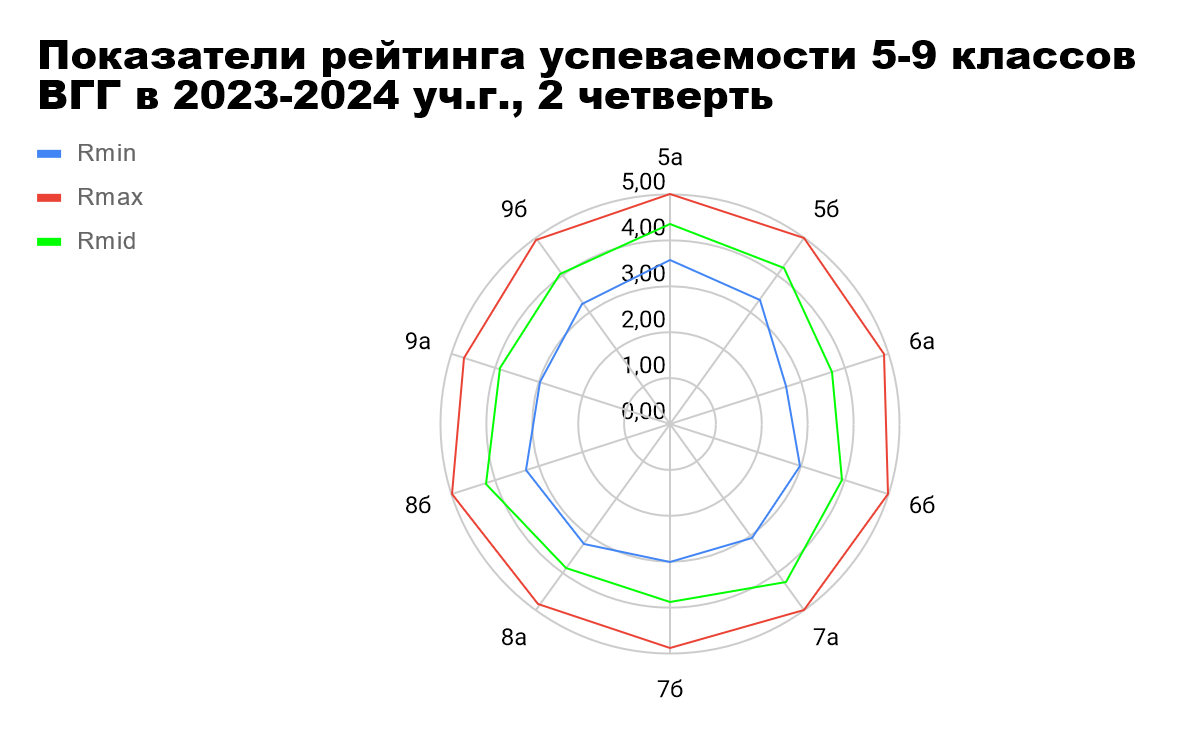 Показатели рейтинга успеваемости 5-9 классов
ВГГ в 2023-2024 уч.г., 2 четверть
Rmin
Rmax
Rmid
5а
5б
6а
6б
7а
7б
8а
8б
9а
9б
5,00
4,00
3,00
2,00
1,00
0,00